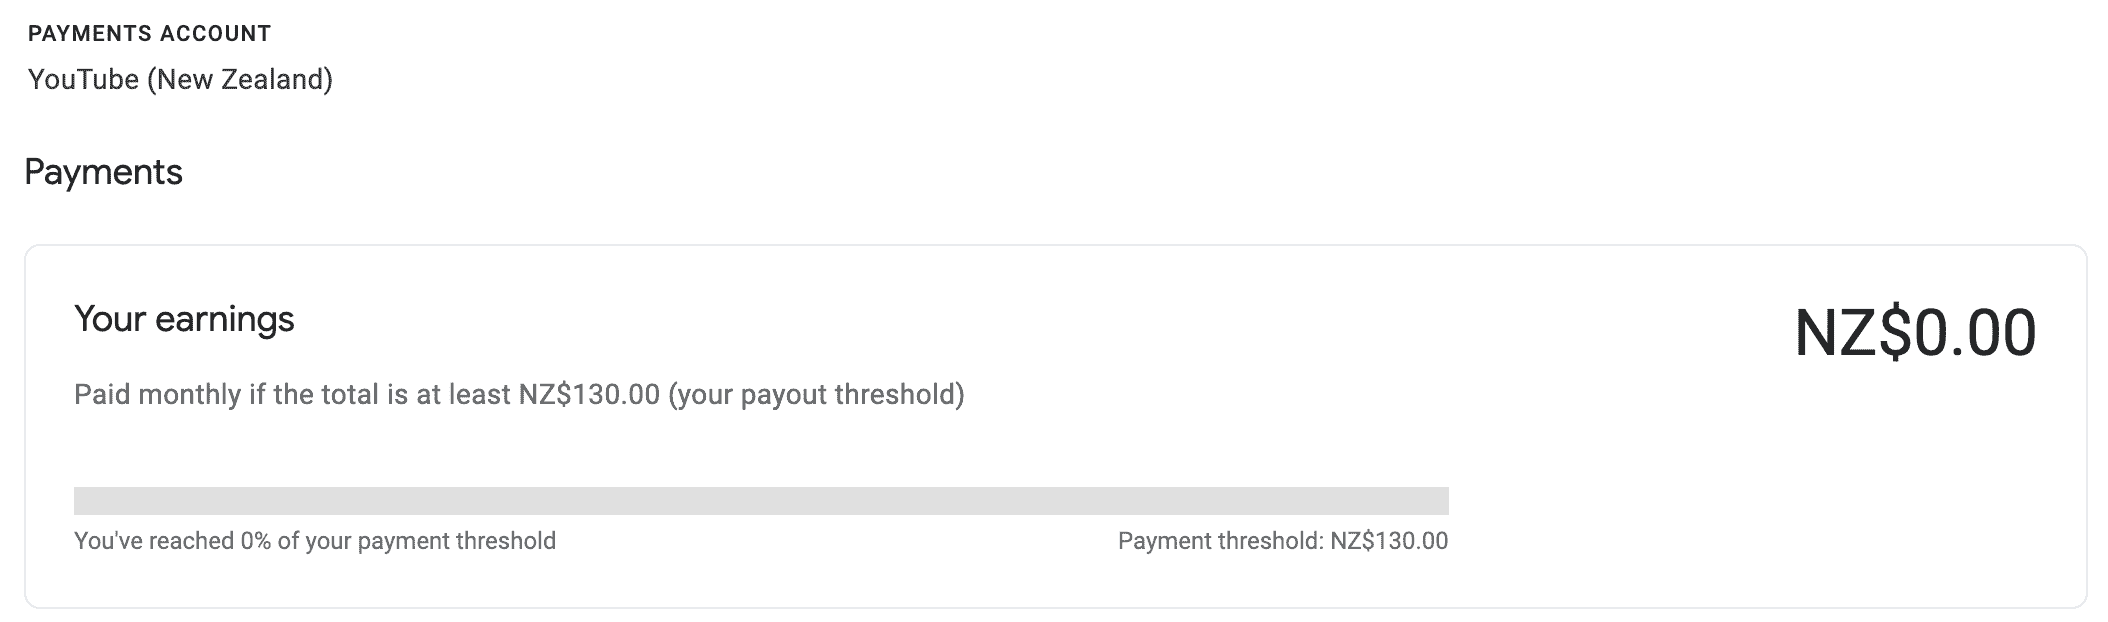 PAYMENTS ACCOUNT
YouTube (New Zealand)
Payments
Your earnings
NZ$0.00
Paid monthly if the total is at least NZ$130.00 (your payout threshold)
You've reached 0% of your payment threshold
Payment threshold: NZ$130.00